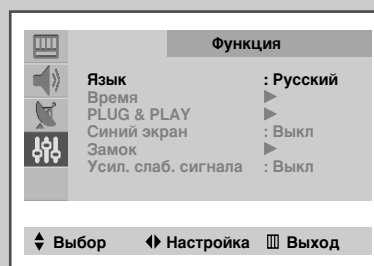 Функция
Язык : Русский
Время ▶
PLUG & PLAY ▶
Синий экран : Выкл
Замок ▶
Усил. слаб. сигнала : Выкл
Выбор Настройка Выход